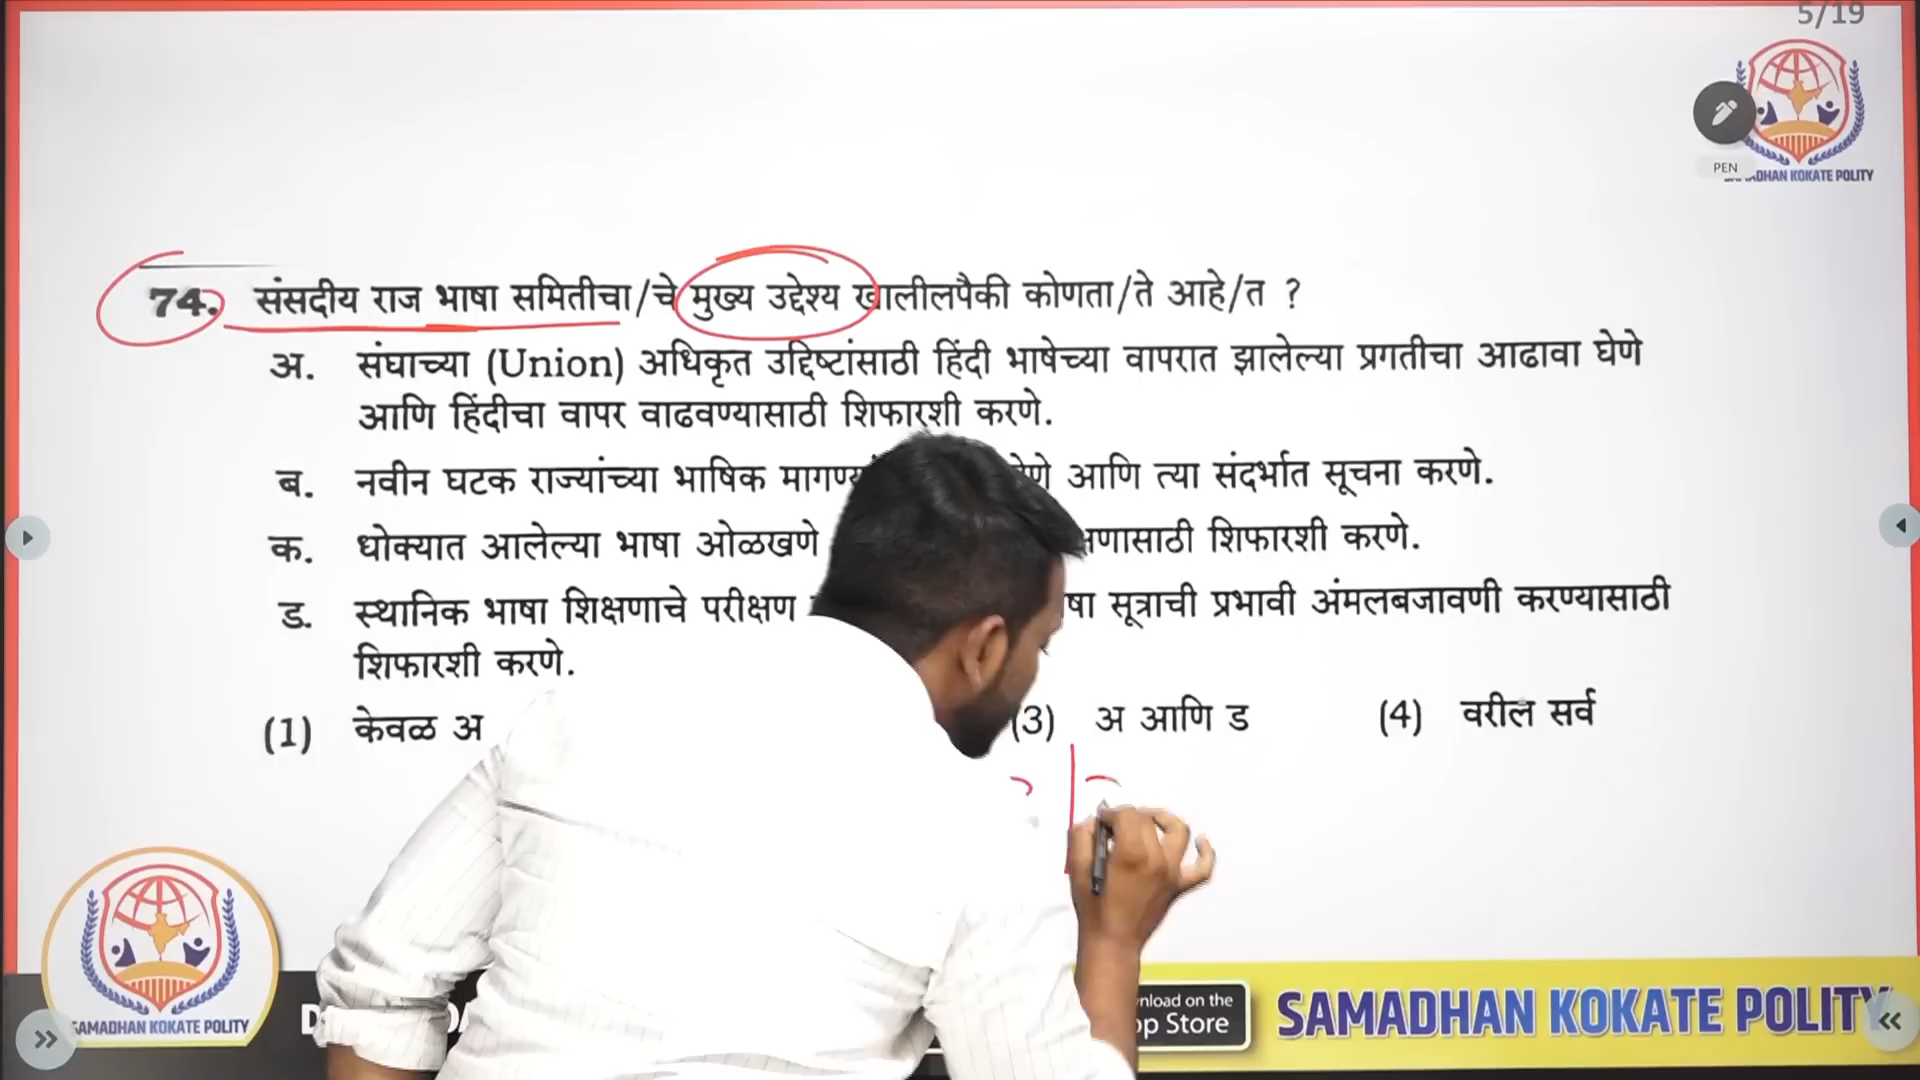 5/19
PEN
DHAN KOKATE POLITY
74. संसदीय राज भाषा समितीचा/चे मुख्य उद्देश्य खालीलपैकी कोणता/ते आहे/त ?
अ. संघाच्या (Union) अधिकृत उद्दिष्टांसाठी हिंदी भाषेच्या वापरात झालेल्या प्रगतीचा आढावा घेणे
आणि हिंदीचा वापर वाढवण्यासाठी शिफारशी करणे.
ब. नवीन घटक राज्यांच्या भाषिक आणि त्या संदर्भात सूचना करणे.
क. धोक्यात आलेल्या भाषा ओळखणे शिफारशी करणे.
ड. स्थानिक भाषा शिक्षणाचे परीक्षण सूत्राची प्रभावी अंमलबजावणी करण्यासाठी
शिफारशी करणे.
(1) केवळ अ (3) अ आणि ड (4) वरील सर्व
SAMADHAN KOKATE POLITY
nload on the
p Store
SAMADHAN KOKATE POLITY